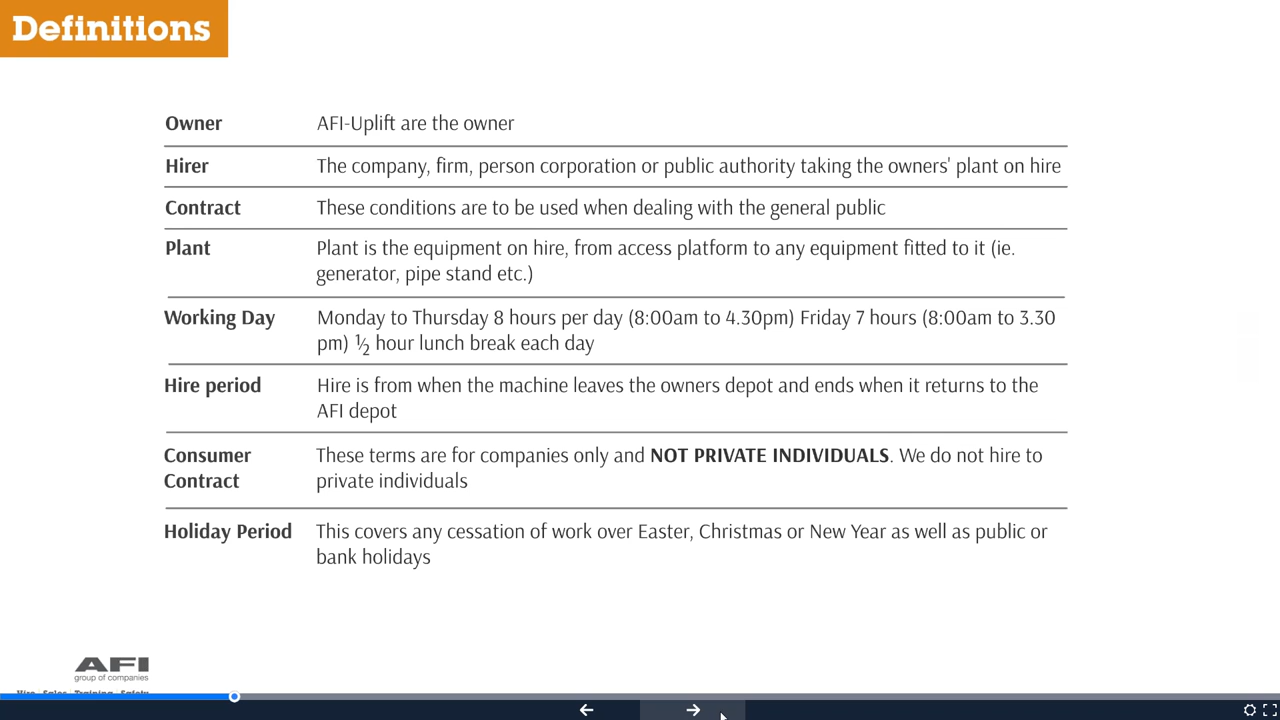 Definitions
Owner AFI-Uplift are the owner
Hirer The company, firm, person corporation or public authority taking the owners' plant on hire
Contract These conditions are to be used when dealing with the general public
Plant Plant is the equipment on hire, from access platform to any equipment fitted to it (ie.
generator, pipe stand etc.)
Working Day Monday to Thursday 8 hours per day (8:00am to 4.30pm) Friday 7 hours (8:00am to 3.30
pm) ½ hour lunch break each day
Hire period Hire is from when the machine leaves the owners depot and ends when it returns to the
AFI depot
Consumer These terms are for companies only and NOT PRIVATE INDIVIDUALS. We do not hire to
Contract private individuals
Holiday Period This covers any cessation of work over Easter, Christmas or New Year as well as public or
bank holidays
AFI
group of companies
Hire Sales Training Safety